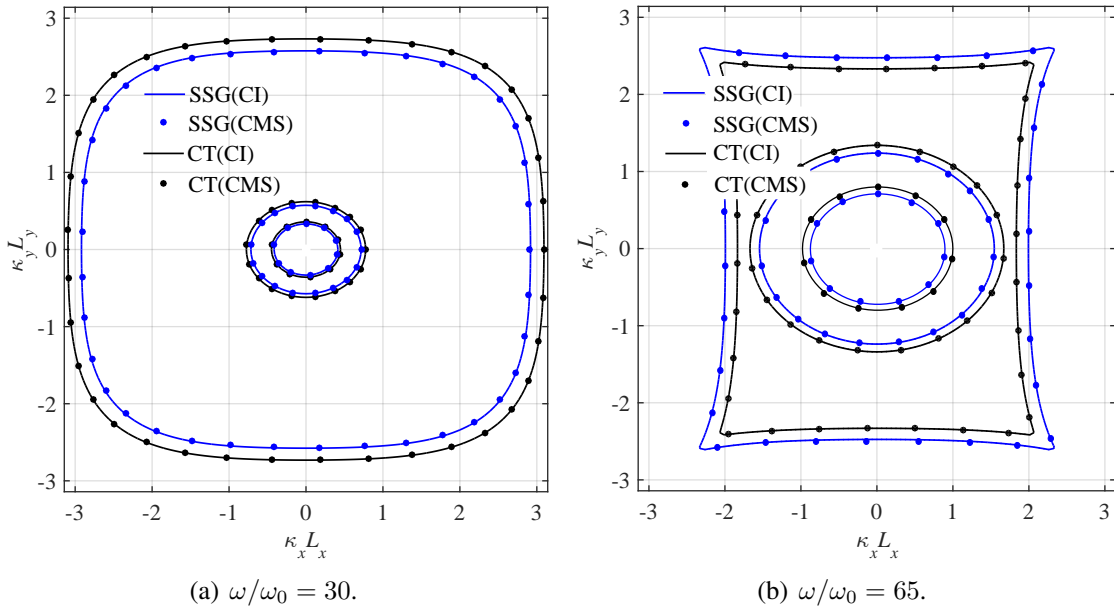 3
2
1
0
-1
-2
-3
κ_y L_y
SSG(CI)
SSG(CMS)
CT(CI)
CT(CMS)
-3 -2 -1 0 1 2 3
κ_x L_x
(a) ω/ω₀ = 30.
3
2
1
0
-1
-2
-3
κ_y L_y
SSG(CI)
SSG(CMS)
CT(CI)
CT(CMS)
-3 -2 -1 0 1 2 3
κ_x L_x
(b) ω/ω₀ = 65.